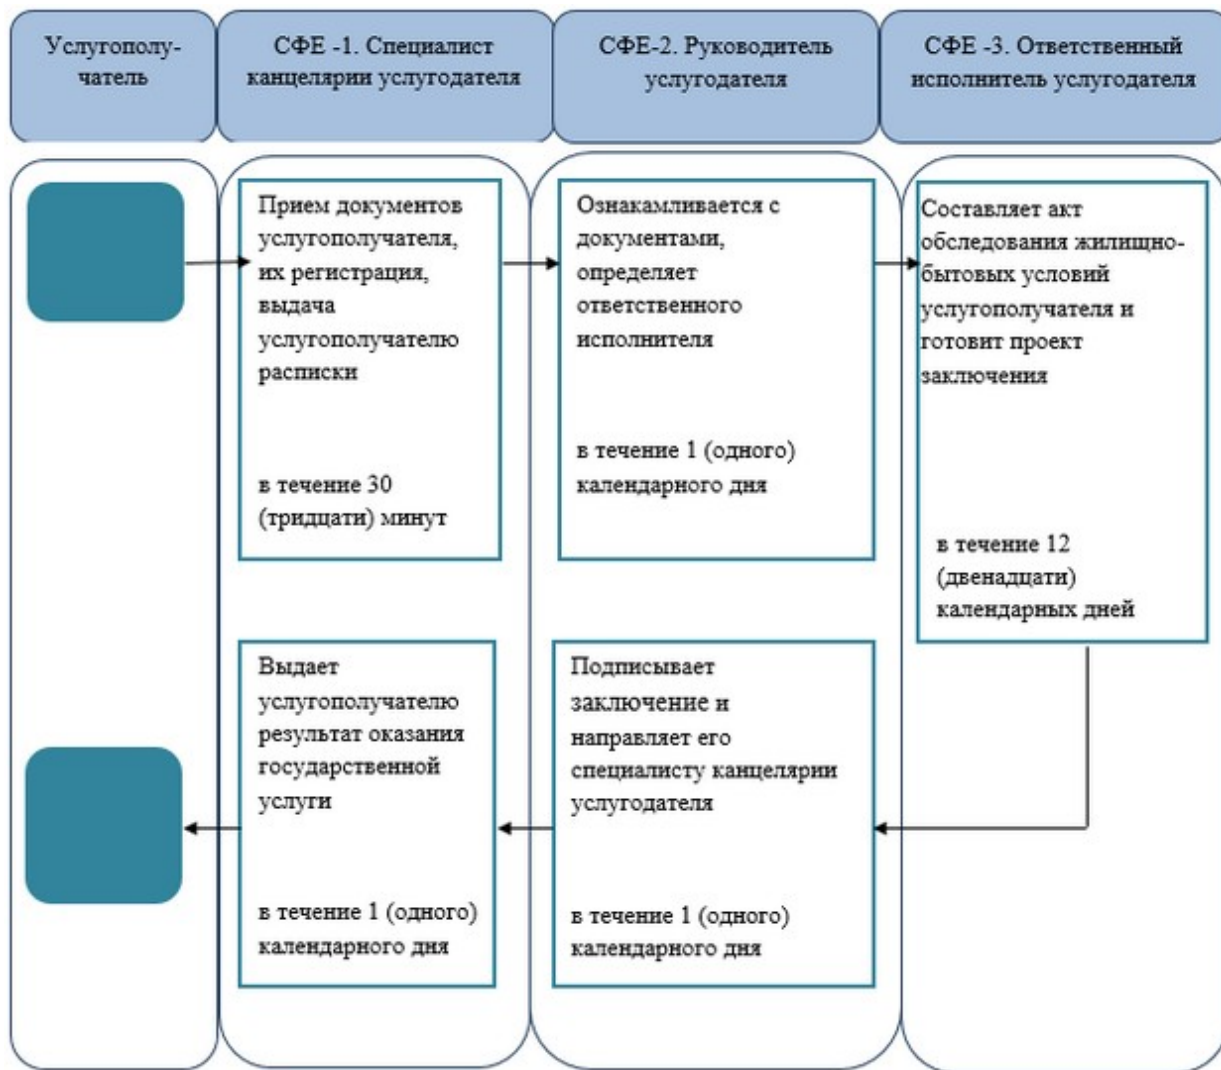 Услугополу-
чатель
СФЕ -1. Специалист
канцелярии услугодателя
СФЕ-2. Руководитель
услугодателя
СФЕ -3. Ответственный
исполнитель услугодателя
Прием документов
услугополучателя,
их регистрация,
выдача
услугополучателю
расписки
в течение 30
(тридцати) минут
Ознакамливается с
документами,
определяет
ответственного
исполнителя
в течение 1 (одного)
календарного дня
Составляет акт
обследования жилищно-
бытовых условий
услугополучателя и
готовит проект
заключения
в течение 12
(двенадцати)
календарных дней
Выдает
услугополучателю
результат оказания
государственной
услуги
в течение 1 (одного)
календарного дня
Подписывает
заключение и
направляет его
специалисту канцелярии
услугодателя
в течение 1 (одного)
календарного дня